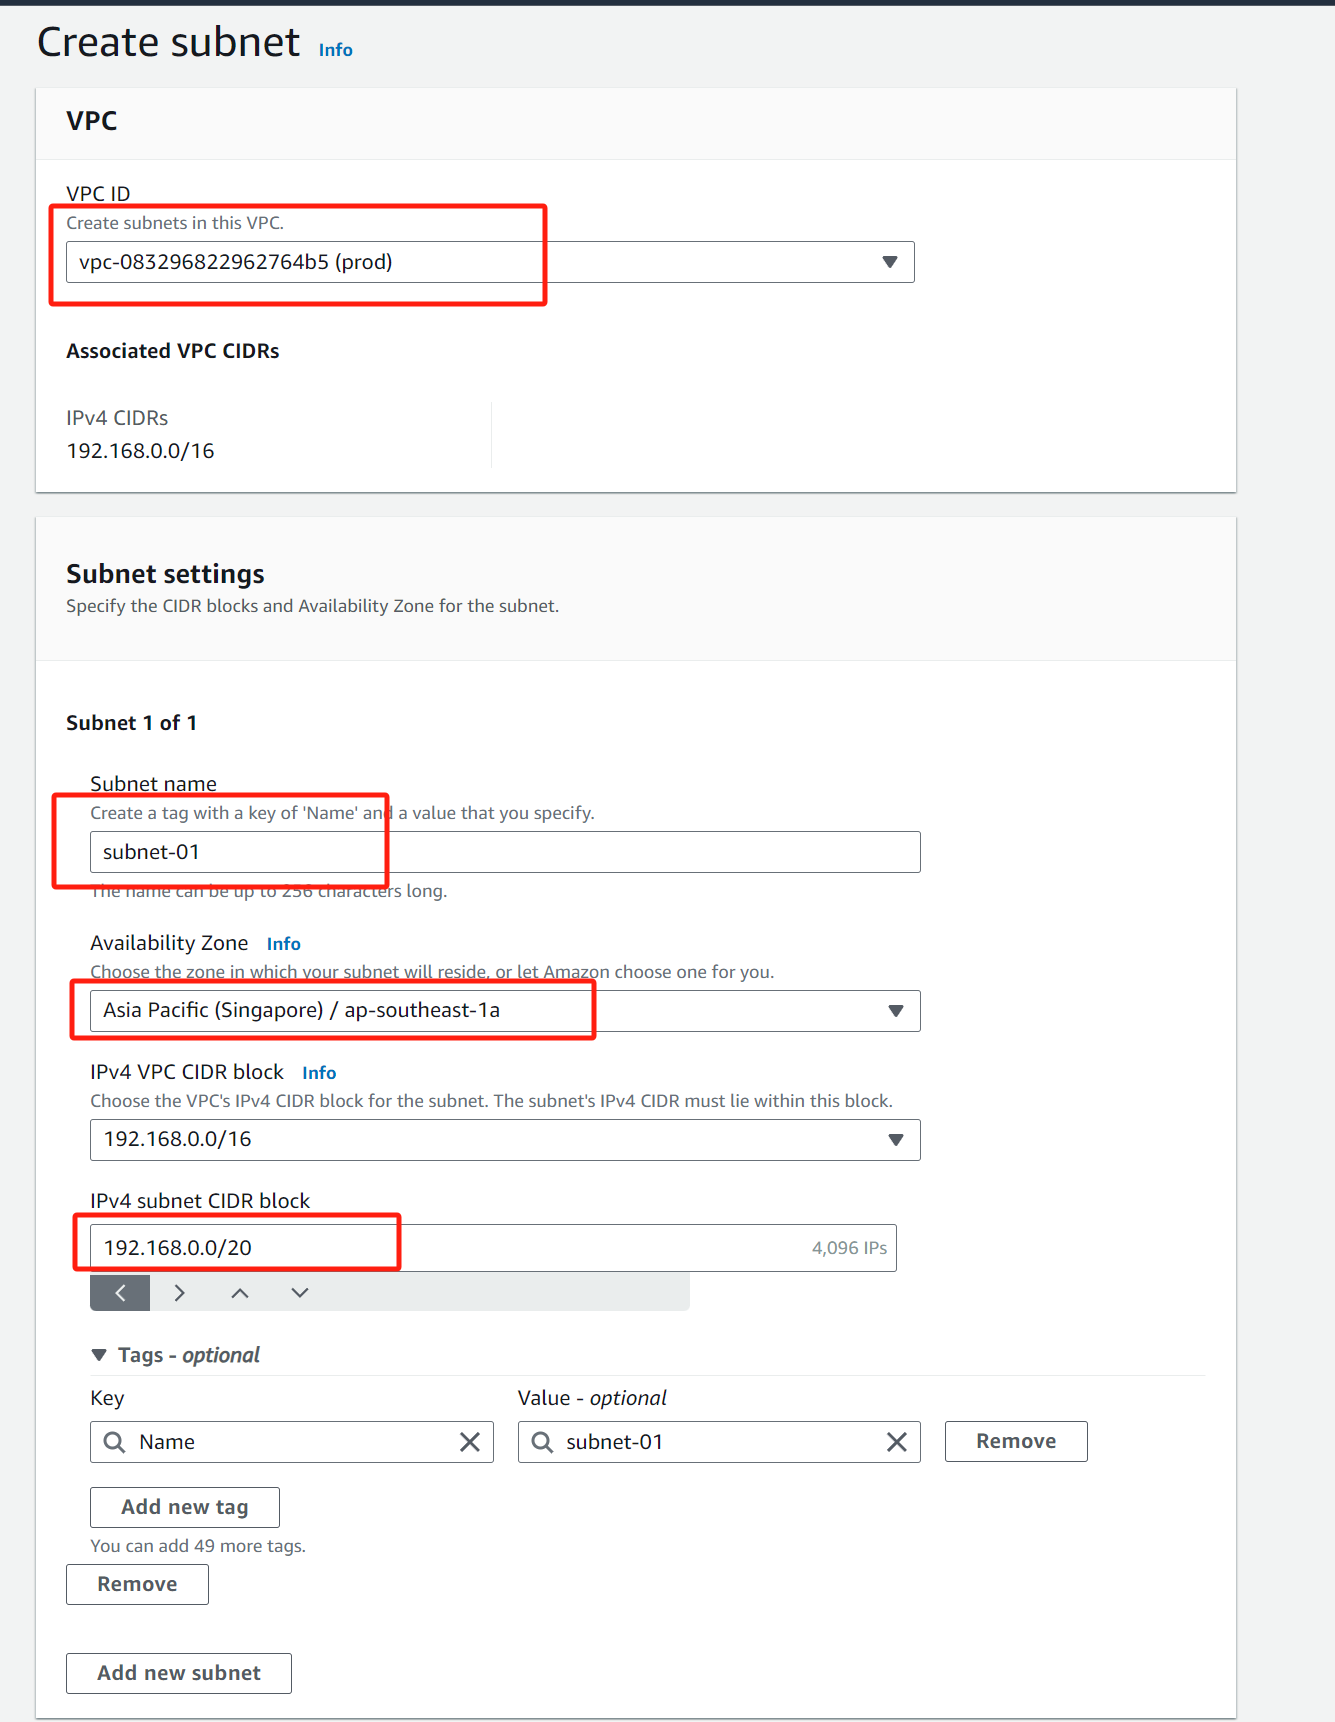 Create subnet Info
VPC
VPC ID
Create subnets in this VPC.
vpc-083296822962764b5 (prod)
Associated VPC CIDRs
IPv4 CIDRs
192.168.0.0/16
Subnet settings
Specify the CIDR blocks and Availability Zone for the subnet.
Subnet 1 of 1
Subnet name
Create a tag with a key of 'Name' and a value that you specify.
subnet-01
The name can be up to 256 characters long.
Availability Zone Info
Choose the zone in which your subnet will reside, or let Amazon choose one for you.
Asia Pacific (Singapore) / ap-southeast-1a
IPv4 VPC CIDR block Info
Choose the VPC's IPv4 CIDR block for the subnet. The subnet's IPv4 CIDR must lie within this block.
192.168.0.0/16
IPv4 subnet CIDR block
192.168.0.0/20 4,096 IPs
Tags - optional
Key Value - optional
Name subnet-01 Remove
Add new tag
You can add 49 more tags.
Remove
Add new subnet